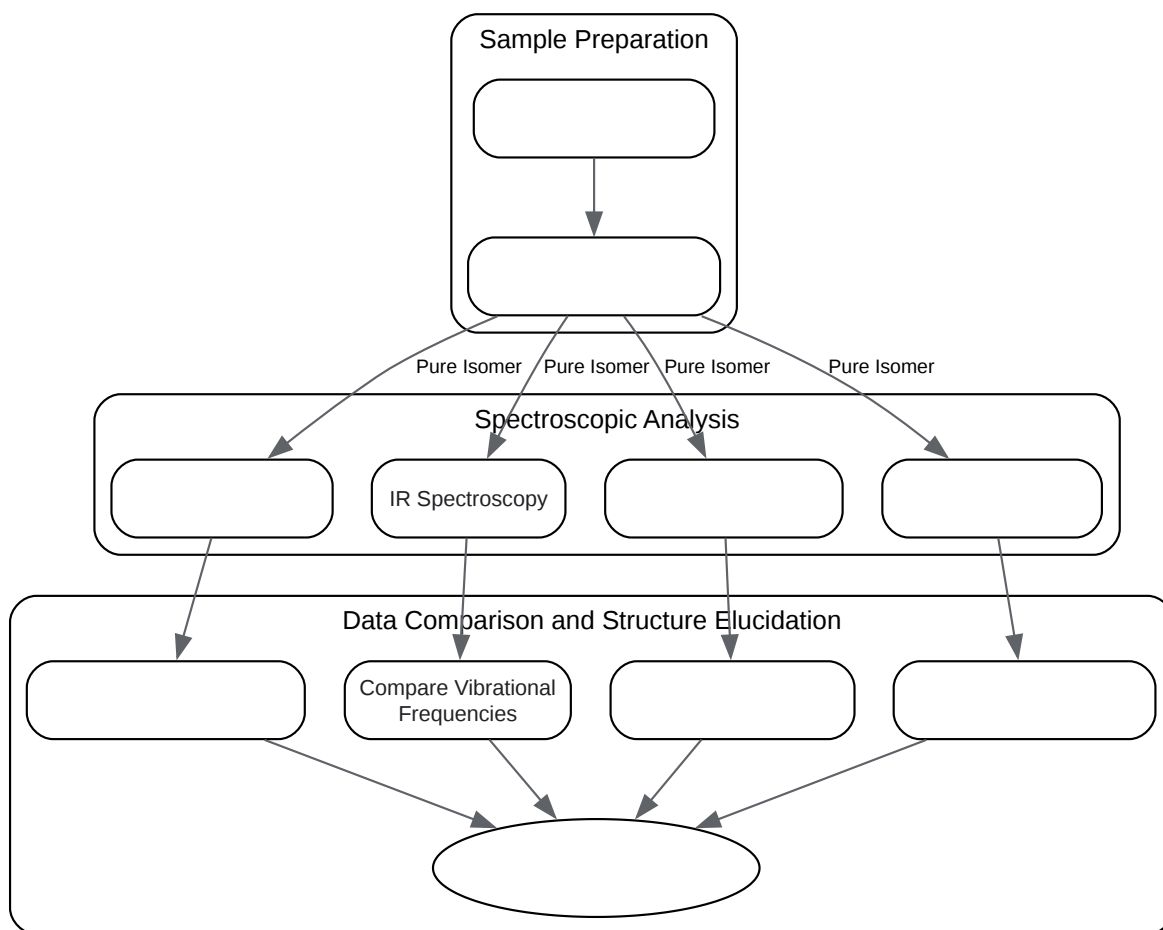 Sample Preparation
Pure Isomer Pure Isomer Pure Isomer Pure Isomer
Spectroscopic Analysis
IR Spectroscopy
Data Comparison and Structure Elucidation
Compare Vibrational
Frequencies